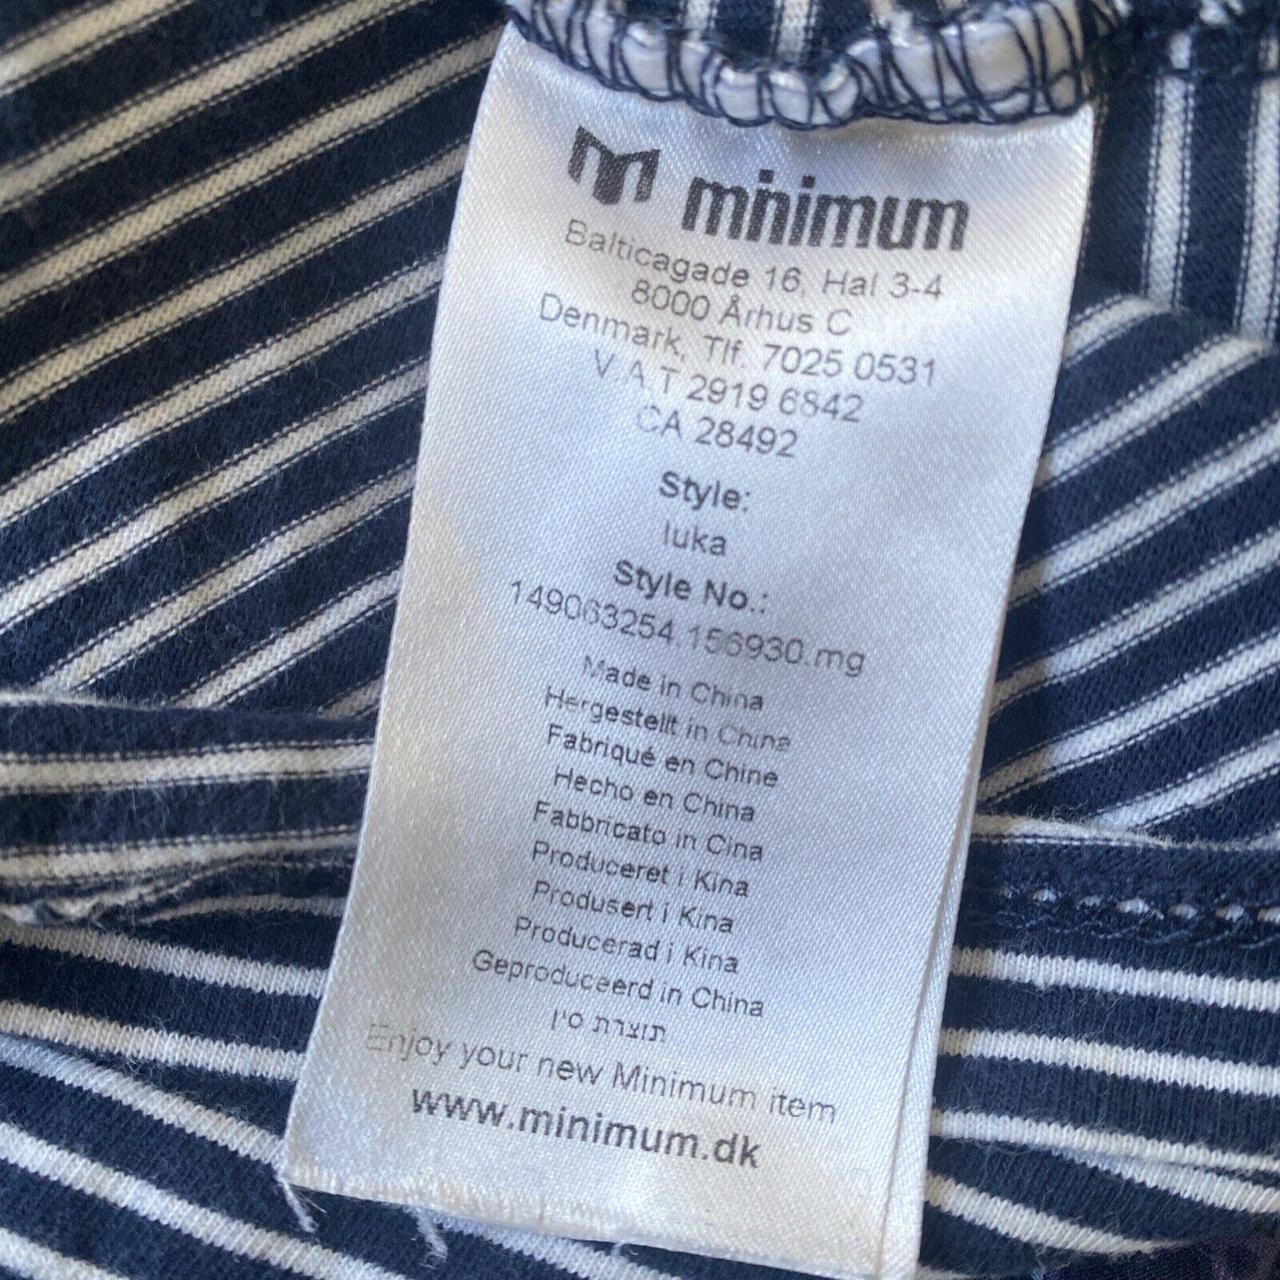 minimum
Balticagade 16, Hal 3-4
8000 Århus C
Denmark, Tlf. 7025 0531
V.A.T 2919 6842
CA 28492
Style:
luka
Style No.:
149063254.156930.mg
Made in China
Hergestellt in China
Fabriqué en Chine
Hecho en China
Fabbricato in Cina
Produceret i Kina
Produsert i Kina
Producerad i Kina
Geproduceerd in China
תוצרת סין
Enjoy your new Minimum item
www.minimum.dk